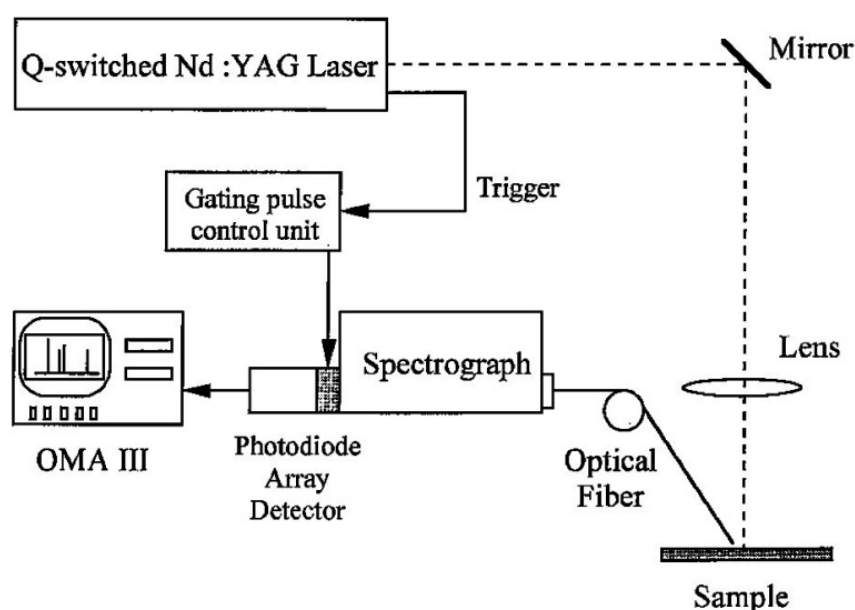 Q-switched Nd :YAG Laser
Mirror
Trigger
Gating pulse
control unit
Spectrograph
Lens
OMA III
Photodiode
Array
Detector
Optical
Fiber
Sample